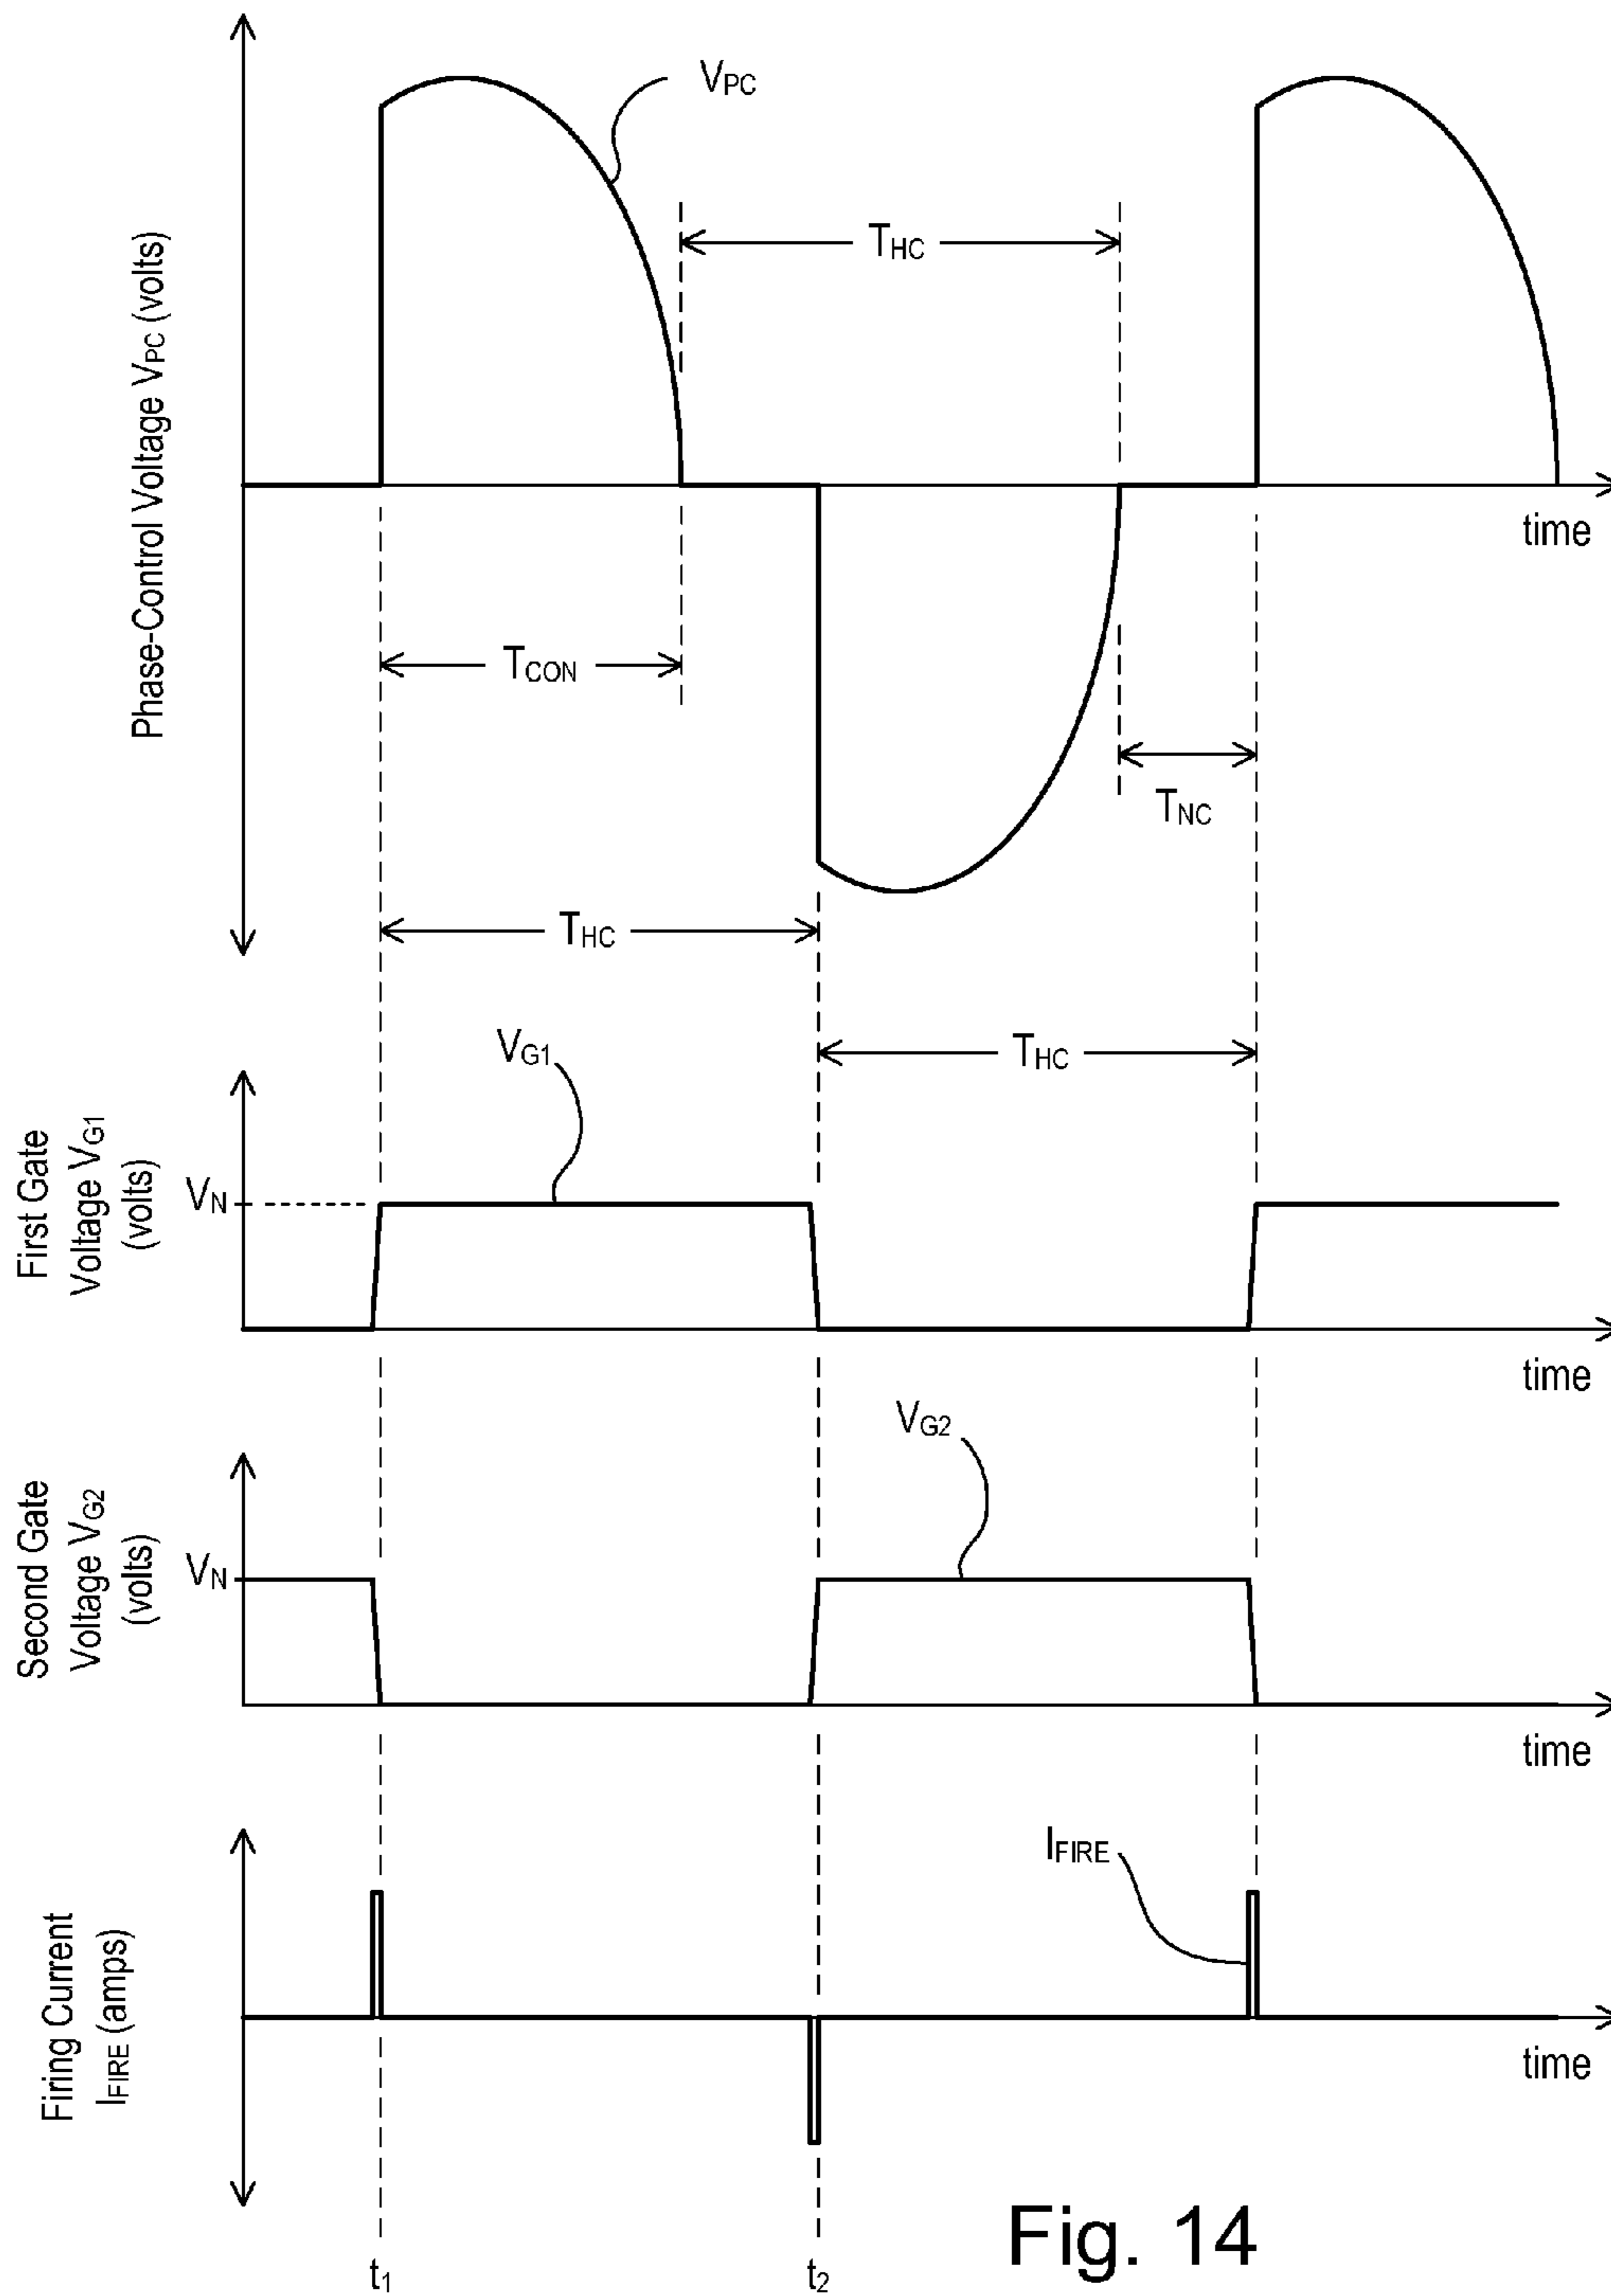 Phase-Control Voltage VPC (volts)
VPC
THC
time
TCON
TNC
THC
THC
First Gate
Voltage VG1
(volts)
VG1
VN
time
Second Gate
Voltage VG2
(volts)
VG2
VN
time
Firing Current
IFIRE (amps)
IFIRE
time
t1
t2
Fig. 14